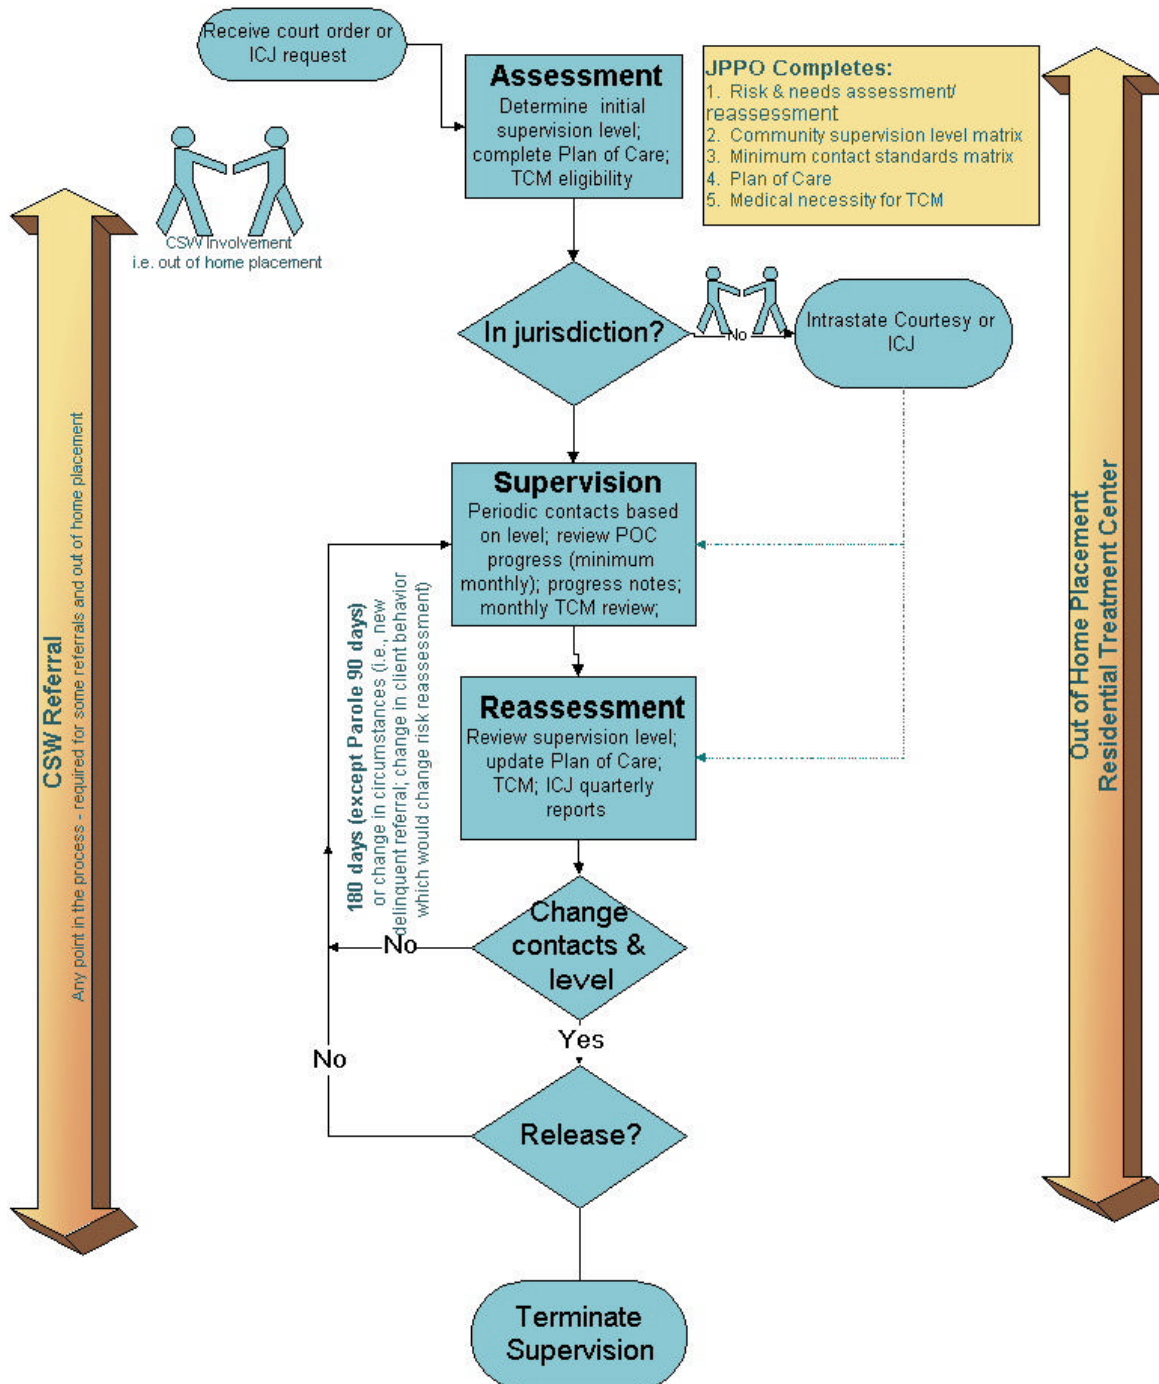 Receive court order or
ICJ request
Assessment
Determine initial
supervision level;
complete Plan of Care;
TCM eligibility
JPPO Completes:
1. Risk & needs assessment/
reassessment
2. Community supervision level matrix
3. Minimum contact standards matrix
4. Plan of Care
5. Medical necessity for TCM
CSW Involvement
i.e. out of home placement
In jurisdiction?
No
Intrastate Courtesy or
ICJ
Supervision
Periodic contacts based
on level; review POC
progress (minimum
monthly); progress notes;
monthly TCM review;
Reassessment
Review supervision level;
update Plan of Care;
TCM; ICJ quarterly
reports
180 days (except Parole 90 days)
or change in circumstances (i.e., new
delinquent referral; change in client behavior
which would change risk reassessment)
Change
contacts &
level
No
Yes
No
Release?
Terminate
Supervision
CSW Referral
Any point in the process - required for some referrals and out of home placement
Out of Home Placement
Residential Treatment Center